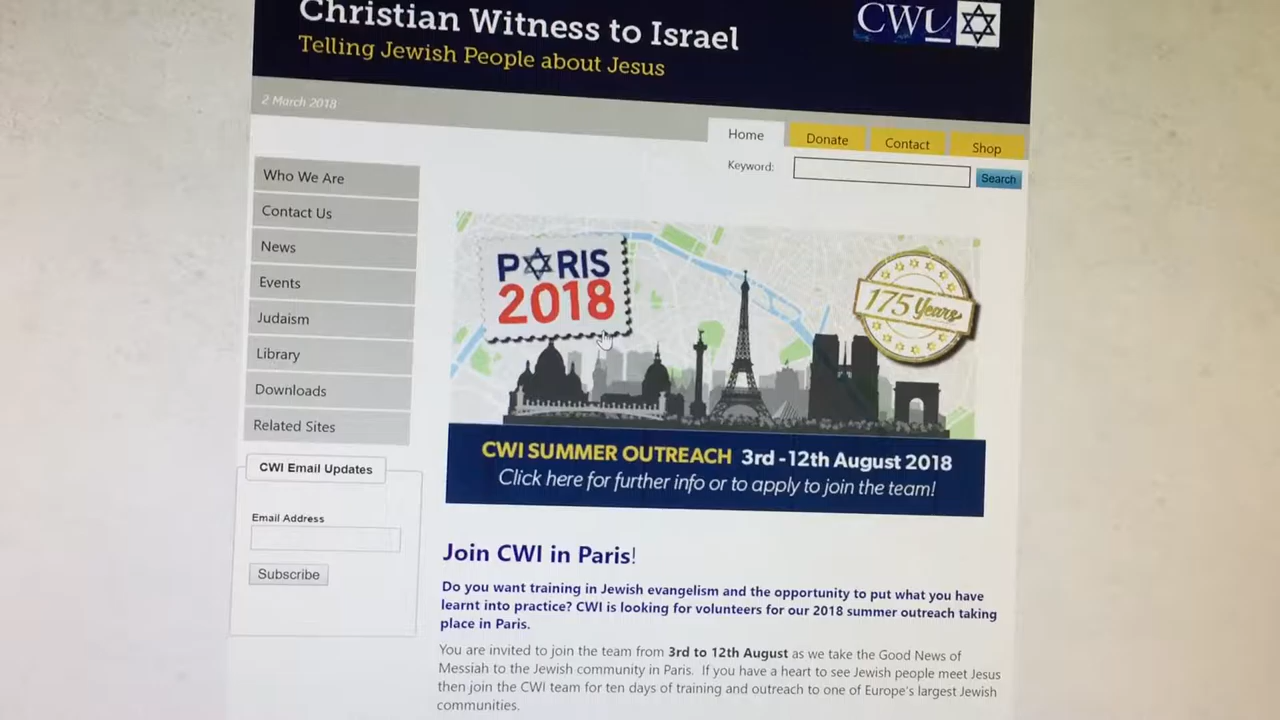 Christian Witness to Israel
Telling Jewish People about Jesus
CWI
2 March 2018
Home
Donate
Contact
Shop
Keyword:
Search
Who We Are
Contact Us
News
Events
Judaism
Library
Downloads
Related Sites
CWI Email Updates
Email Address
Subscribe
P✡RIS
2018
175 Years
CWI SUMMER OUTREACH 3rd - 12th August 2018
Click here for further info or to apply to join the team!
Join CWI in Paris!
Do you want training in Jewish evangelism and the opportunity to put what you have
learnt into practice? CWI is looking for volunteers for our 2018 summer outreach taking
place in Paris.
You are invited to join the team from 3rd to 12th August as we take the Good News of
Messiah to the Jewish community in Paris. If you have a heart to see Jewish people meet Jesus
then join the CWI team for ten days of training and outreach to one of Europe's largest Jewish
communities.